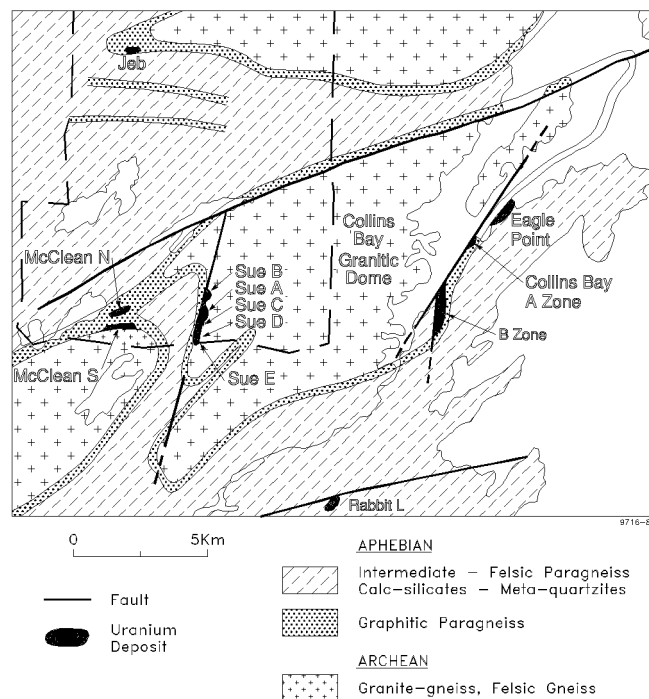 Jeb
McClean N
Sue B
Sue A
Sue C
Sue D
Collins
Bay
Granitic
Dome
Eagle
Point
Collins Bay
A Zone
B Zone
McClean S
Sue E
Rabbit L
9716-8
0 5Km
Fault
Uranium
Deposit
APHEBIAN
Intermediate - Felsic Paragneiss
Calc-silicates - Meta-quartzites
Graphitic Paragneiss
ARCHEAN
Granite-gneiss, Felsic Gneiss